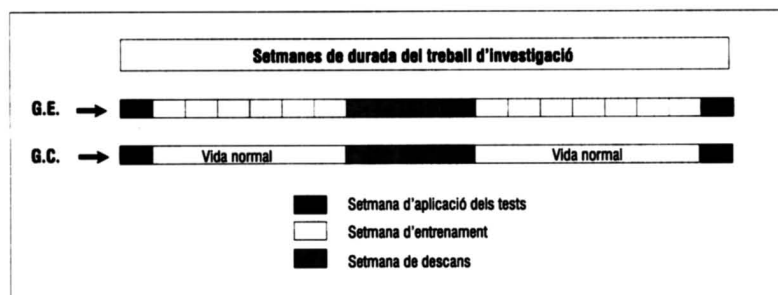 Setmanes de durada del treball d'investigació
G.E.
G.C. Vida normal Vida normal
Setmana d'aplicació dels tests
Setmana d'entrenament
Setmana de descans